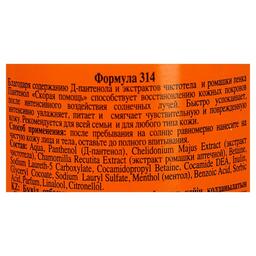 Формула 314
Благодаря содержанию Д-пантенола и экстрактов чистотела и ромашки пенка
Пантенол «Скорая помощь» способствует восстановлению кожных покровов
после интенсивного воздействия солнечных лучей. Быстро успокаивает,
интенсивно увлажняет, питает и смягчает чувствительную и поврежденную
кожу. Рекомендуется для всей семьи и для любого типа кожи.
Способ применения: после пребывания на солнце равномерно нанесите на
чистую кожу лица и тела, оставьте до полного впитывания.
Состав: Aqua, Panthenol (Д-пантенол), Chelidonium Majus Extract (экстракт
чистотела), Chamomilla Recutita Extract (экстракт ромашки аптечной), Betaine,
Sodium Laureth-5 Carboxylate, Cocamidopropyl Betaine, Cocamide DEA, Inulin,
Glyceryl Cocoate, Sodium Lauryl Sulfate, Menthol (ментол), Benzoic Acid, Sorbic
Acid, Parfum, Linalool, Citronellol.
KZ: